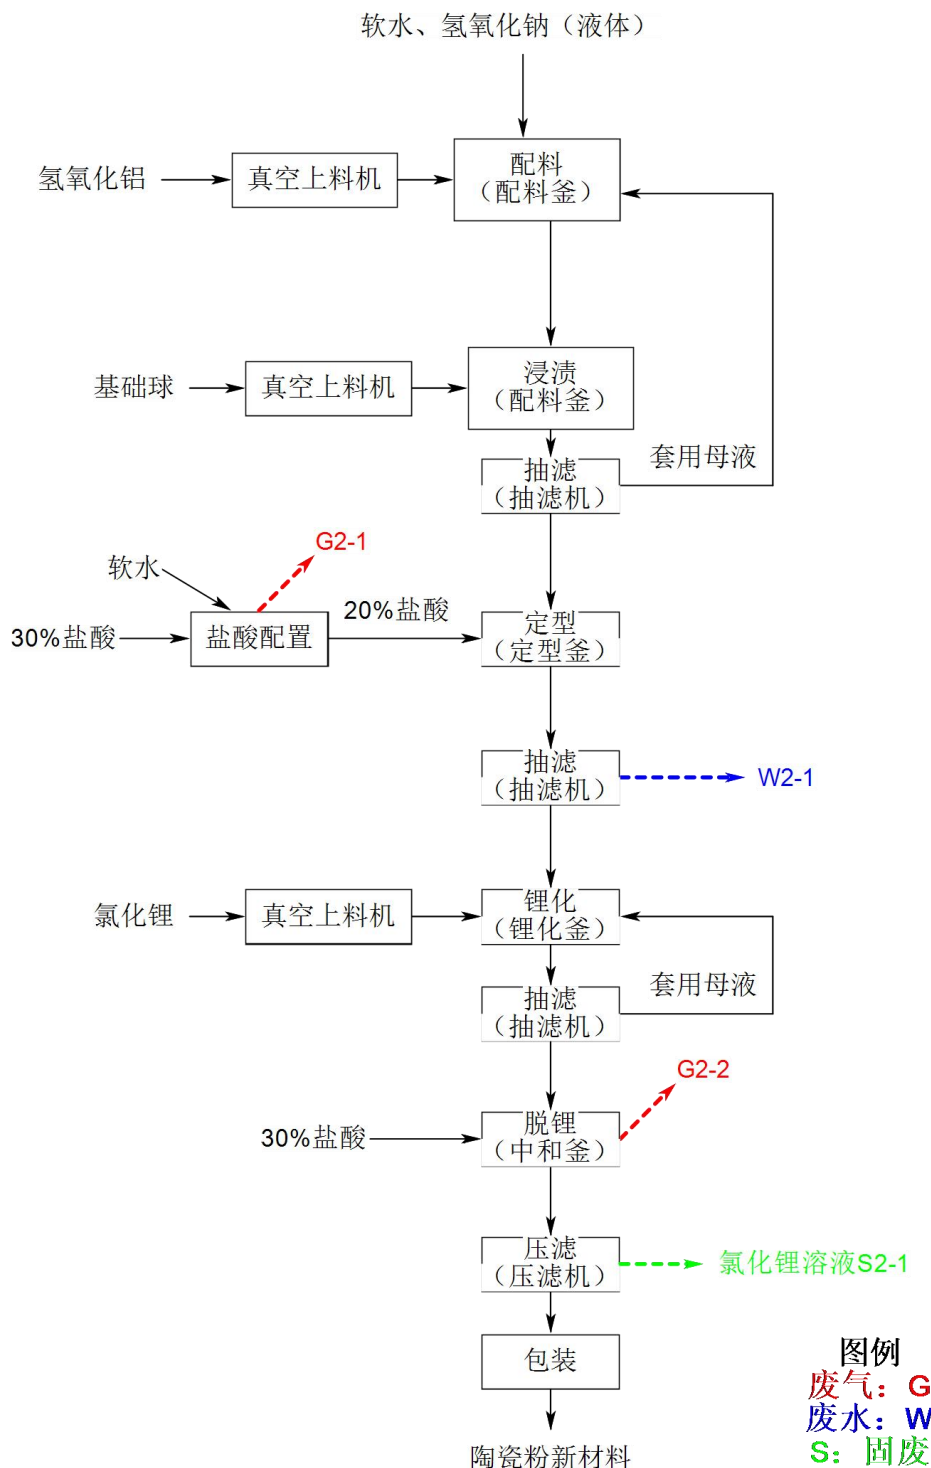 软水、氢氧化钠（液体）
氢氧化铝
真空上料机
配料
（配料釜）
基础球
真空上料机
浸渍
（配料釜）
抽滤
（抽滤机）
套用母液
G2-1
软水
30%盐酸
盐酸配置
20%盐酸
定型
（定型釜）
抽滤
（抽滤机）
W2-1
氯化锂
真空上料机
锂化
（锂化釜）
抽滤
（抽滤机）
套用母液
G2-2
30%盐酸
脱锂
（中和釜）
压滤
（压滤机）
氯化锂溶液S2-1
包装
陶瓷粉新材料
图例
废气：G
废水：W
S：固废